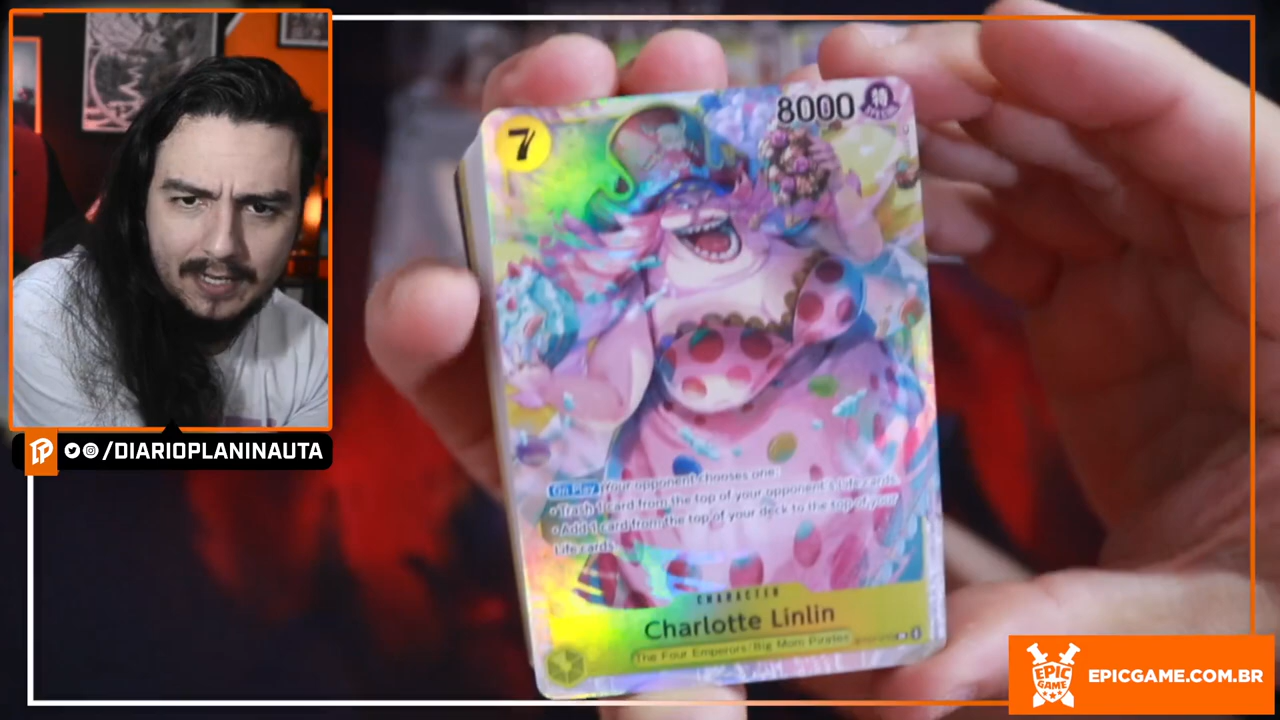 7
8000
SPECIAL
On Play Your opponent chooses one:
• Trash 1 card from the top of your opponent's Life cards.
• Add 1 card from the top of your deck to the top of your
Life cards.
CHARACTER
Charlotte Linlin
The Four Emperors/Big Mom Pirates
/DIARIOPLANINAUTA
EPIC
GAME
EPICGAME.COM.BR